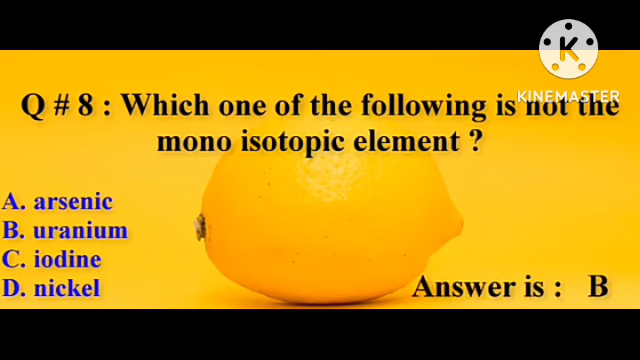 K
KINEMASTER
Q # 8 : Which one of the following is not the
mono isotopic element ?
A. arsenic
B. uranium
C. iodine
D. nickel
Answer is : B